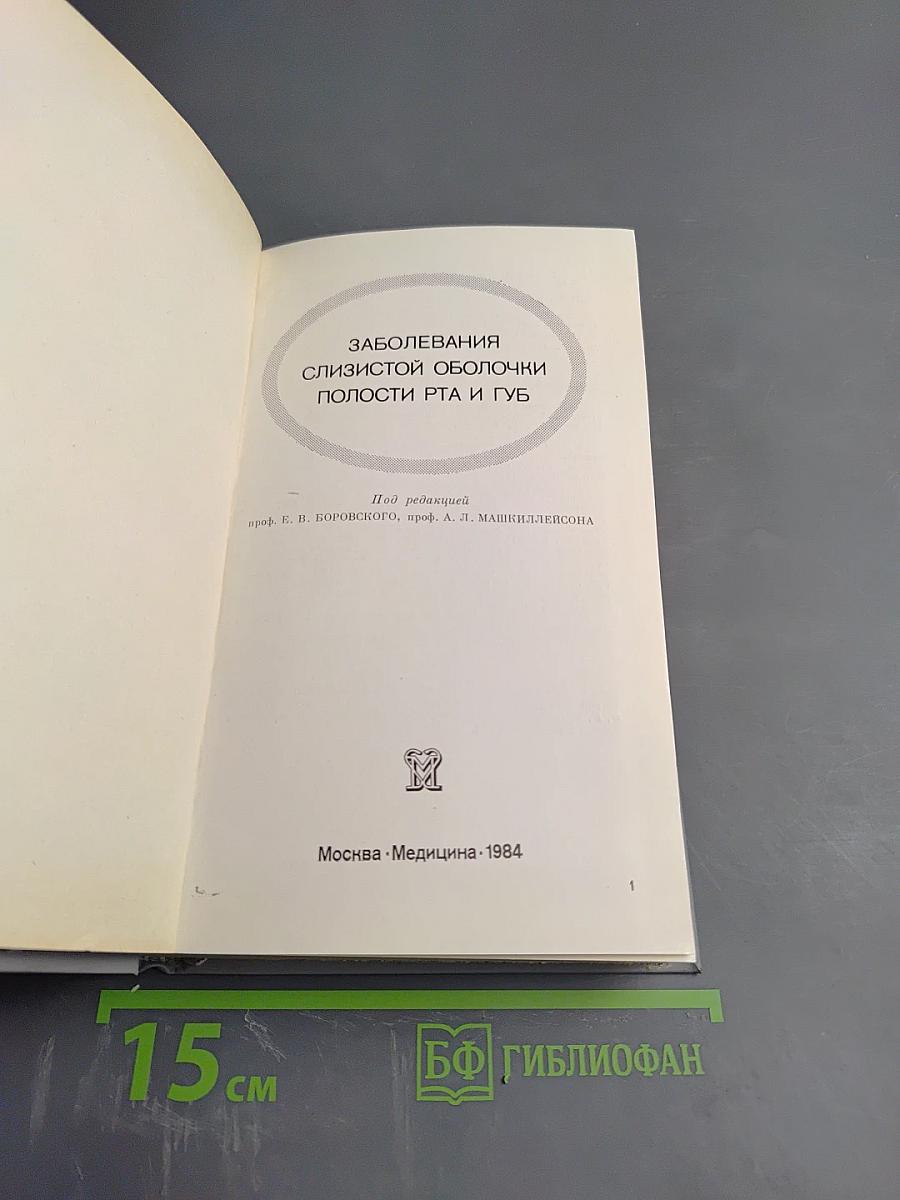 ЗАБОЛЕВАНИЯ
СЛИЗИСТОЙ ОБОЛОЧКИ
ПОЛОСТИ РТА И ГУБ
Под редакцией
проф. Е. В. БОРОВСКОГО, проф. А. Л. МАШКИЛЛЕЙСОНА
М
Москва·Медицина·1984
1
15 см
БФ ГИБЛИОФАН